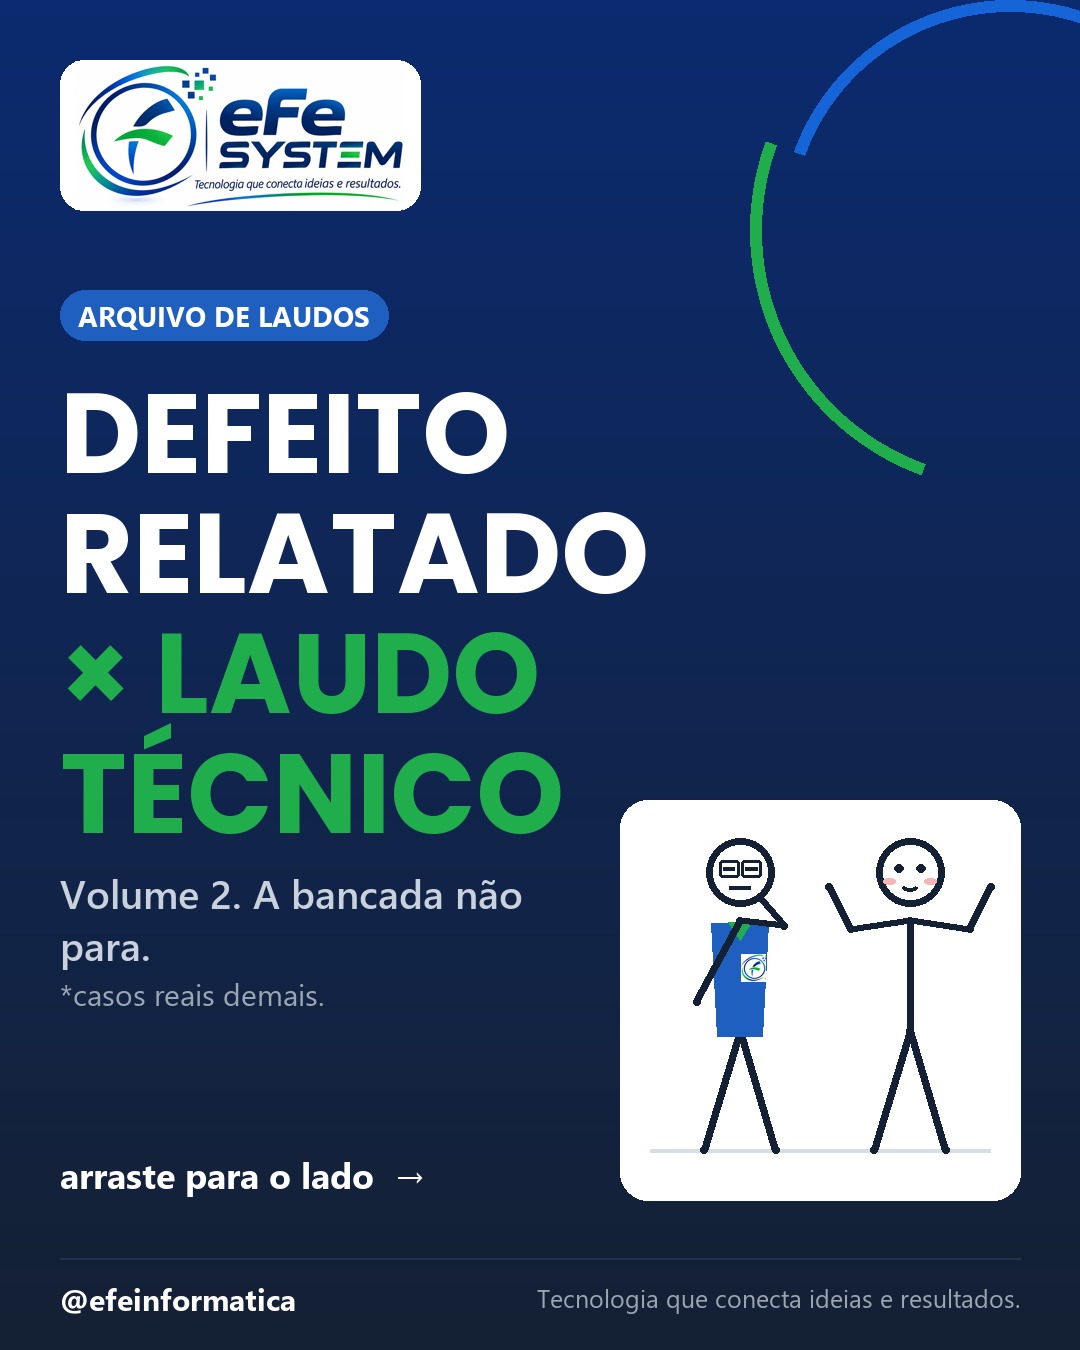 eFe
SYSTEM
Tecnologia que conecta ideias e resultados.
ARQUIVO DE LAUDOS
DEFEITO
RELATADO
× LAUDO
TÉCNICO
Volume 2. A bancada não
para.
*casos reais demais.
arraste para o lado →
@efeinformatica
Tecnologia que conecta ideias e resultados.